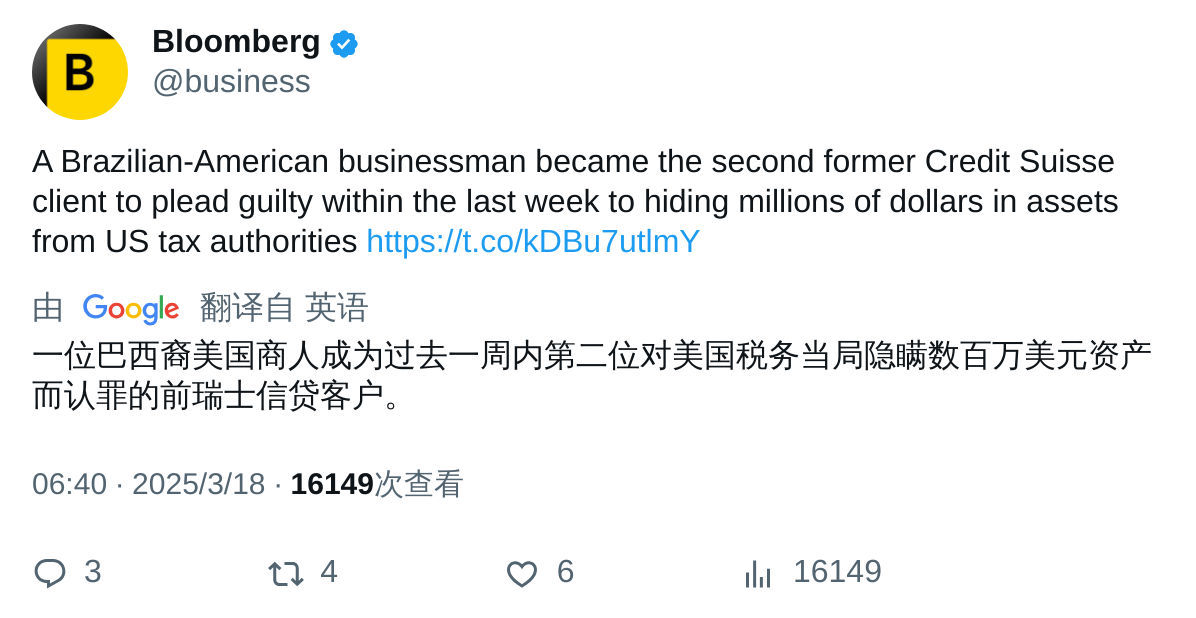 B
Bloomberg
@business
A Brazilian-American businessman became the second former Credit Suisse
client to plead guilty within the last week to hiding millions of dollars in assets
from US tax authorities https://t.co/kDBu7utlmY
由 Google 翻译自 英语
一位巴西裔美国商人成为过去一周内第二位对美国税务当局隐瞒数百万美元资产
而认罪的前瑞士信贷客户。
06:40 · 2025/3/18 · 16149次查看
3 4 6 16149